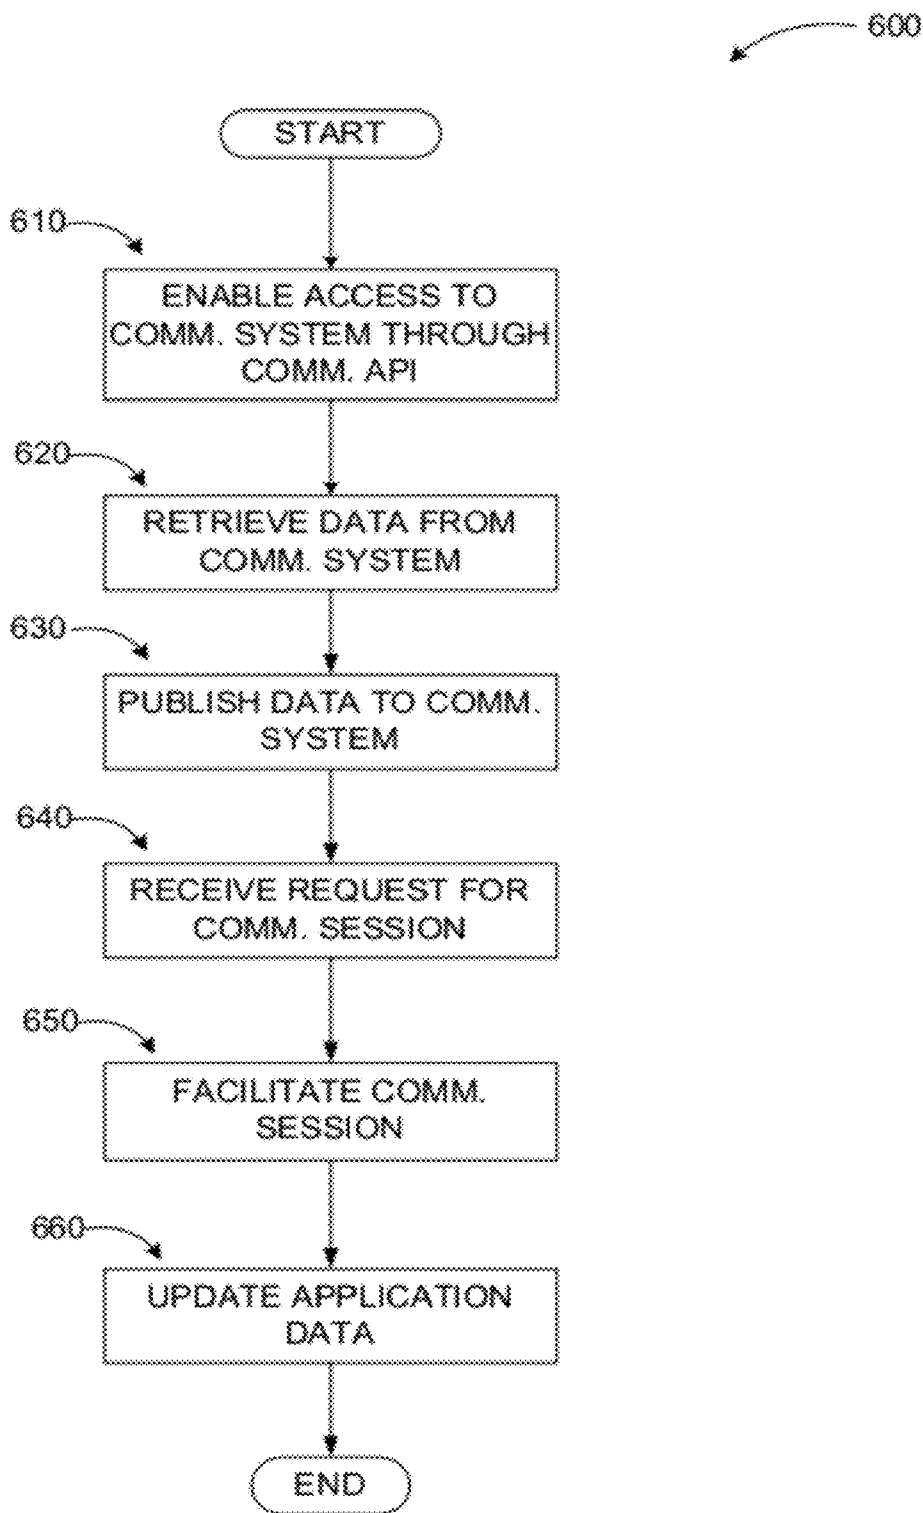 600
START
610
ENABLE ACCESS TO
COMM. SYSTEM THROUGH
COMM. API
620
RETRIEVE DATA FROM
COMM. SYSTEM
630
PUBLISH DATA TO COMM.
SYSTEM
640
RECEIVE REQUEST FOR
COMM. SESSION
650
FACILITATE COMM.
SESSION
660
UPDATE APPLICATION
DATA
END